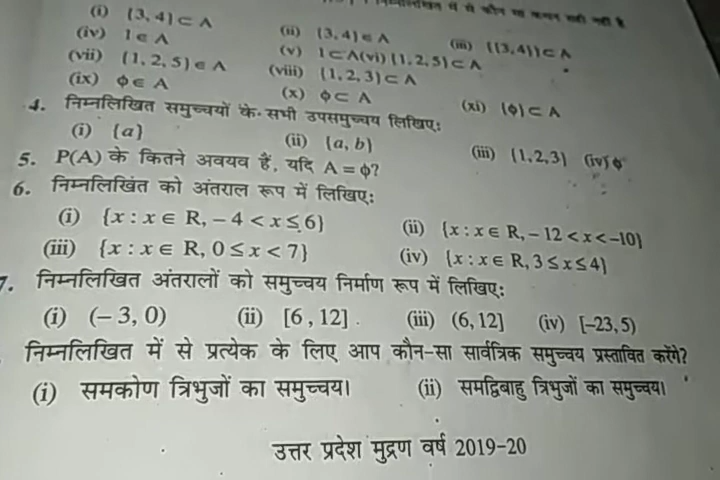 में से कौन सा कथन सही नहीं है
(i) {3, 4} ⊂ A (ii) {3, 4} ∈ A (iii) {{3, 4}} ⊂ A
(iv) 1 ∈ A (v) 1 ⊂ A (vi) {1, 2, 5} ⊂ A
(vii) {1, 2, 5} ∈ A (viii) {1, 2, 3} ⊂ A
(ix) φ ∈ A (x) φ ⊂ A (xi) {φ} ⊂ A
4. निम्नलिखित समुच्चयों के सभी उपसमुच्चय लिखिए:
(i) {a} (ii) {a, b} (iii) {1, 2, 3} (iv) φ
5. P(A) के कितने अवयव हैं, यदि A = φ?
6. निम्नलिखित को अंतराल रूप में लिखिए:
(i) {x : x ∈ R, – 4 < x ≤ 6} (ii) {x : x ∈ R, – 12 < x < –10}
(iii) {x : x ∈ R, 0 ≤ x < 7} (iv) {x : x ∈ R, 3 ≤ x ≤ 4}
7. निम्नलिखित अंतरालों को समुच्चय निर्माण रूप में लिखिए:
(i) (– 3, 0) (ii) [6 , 12] (iii) (6, 12] (iv) [–23, 5)
निम्नलिखित में से प्रत्येक के लिए आप कौन-सा सार्वत्रिक समुच्चय प्रस्तावित करेंगे?
(i) समकोण त्रिभुजों का समुच्चय। (ii) समद्विबाहु त्रिभुजों का समुच्चय।
उत्तर प्रदेश मुद्रण वर्ष 2019-20